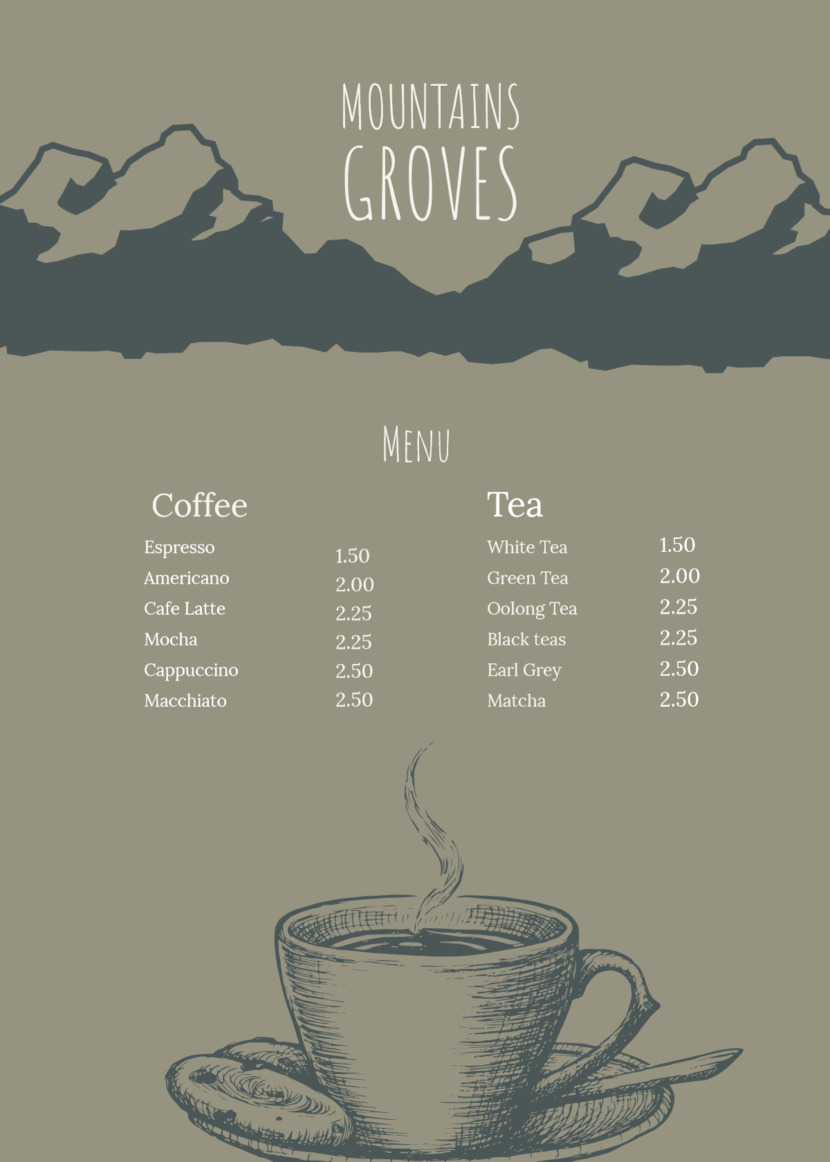 MOUNTAINS
GROVES
MENU
Coffee
Espresso 1.50
Americano 2.00
Cafe Latte 2.25
Mocha 2.25
Cappuccino 2.50
Macchiato 2.50
Tea
White Tea 1.50
Green Tea 2.00
Oolong Tea 2.25
Black teas 2.25
Earl Grey 2.50
Matcha 2.50